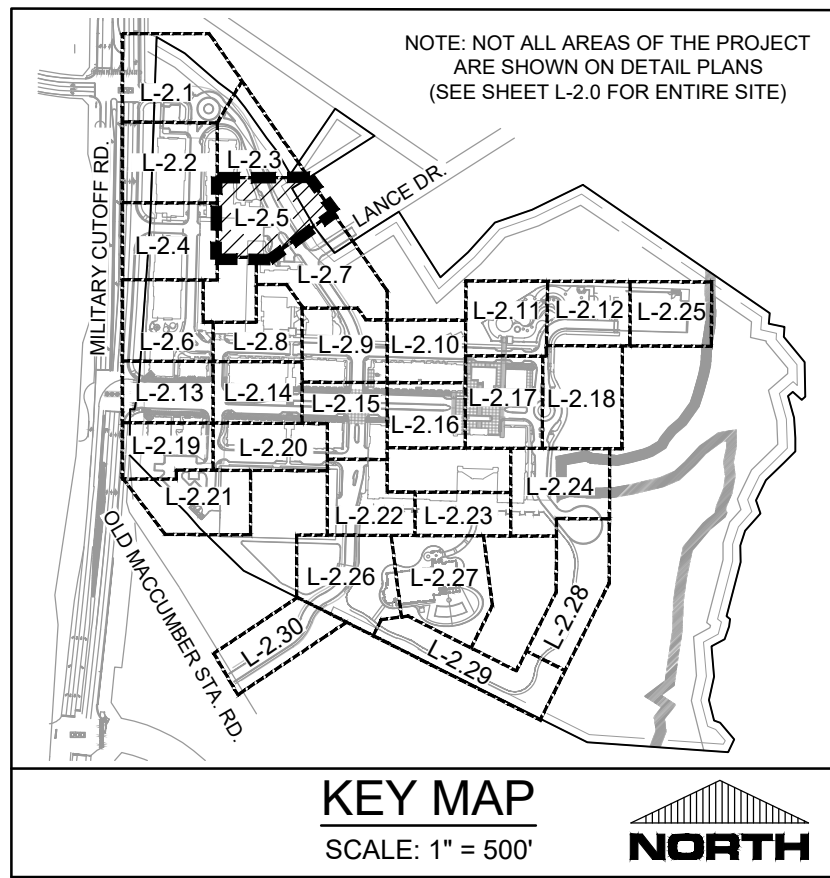 NOTE: NOT ALL AREAS OF THE PROJECT
ARE SHOWN ON DETAIL PLANS
(SEE SHEET L-2.0 FOR ENTIRE SITE)
MILITARY CUTOFF RD.
L-2.1
L-2.2
L-2.3
LANCE DR.
L-2.5
L-2.4
L-2.7
L-2.11
L-2.12
L-2.25
L-2.6
L-2.8
L-2.9
L-2.10
L-2.13
L-2.14
L-2.15
L-2.17
L-2.18
L-2.16
L-2.19
L-2.20
L-2.21
L-2.24
L-2.22
L-2.23
OLD MACCUMBER STA. RD.
L-2.26
L-2.27
L-2.28
L-2.30
L-2.29
KEY MAP
SCALE: 1" = 500'
NORTH